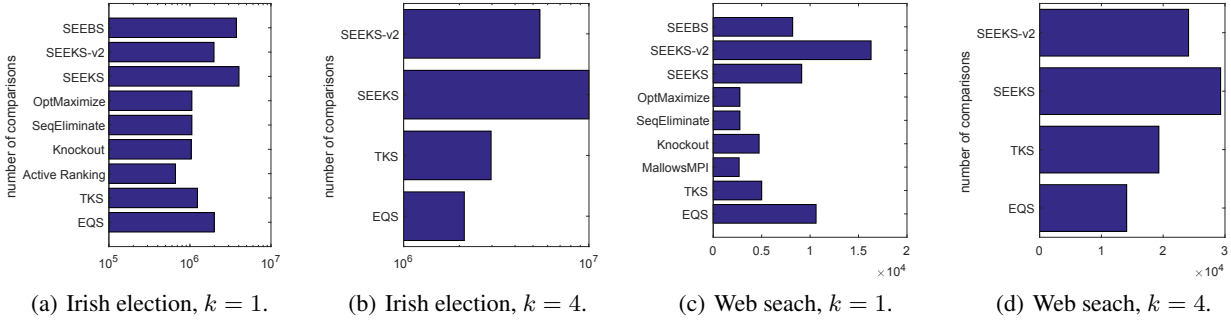 number of comparisons
SEEBS
SEEKS-v2
SEEKS
OptMaximize
SeqEliminate
Knockout
Active Ranking
TKS
EQS
10^5
10^6
10^7
(a) Irish election, k = 1.
number of comparisons
SEEKS-v2
SEEKS
TKS
EQS
10^6
10^7
(b) Irish election, k = 4.
number of comparisons
SEEBS
SEEKS-v2
SEEKS
OptMaximize
SeqEliminate
Knockout
MallowsMPI
TKS
EQS
0
0.5
1
1.5
2
×10^4
(c) Web seach, k = 1.
number of comparisons
SEEKS-v2
SEEKS
TKS
EQS
0
1
2
3
×10^4
(d) Web seach, k = 4.